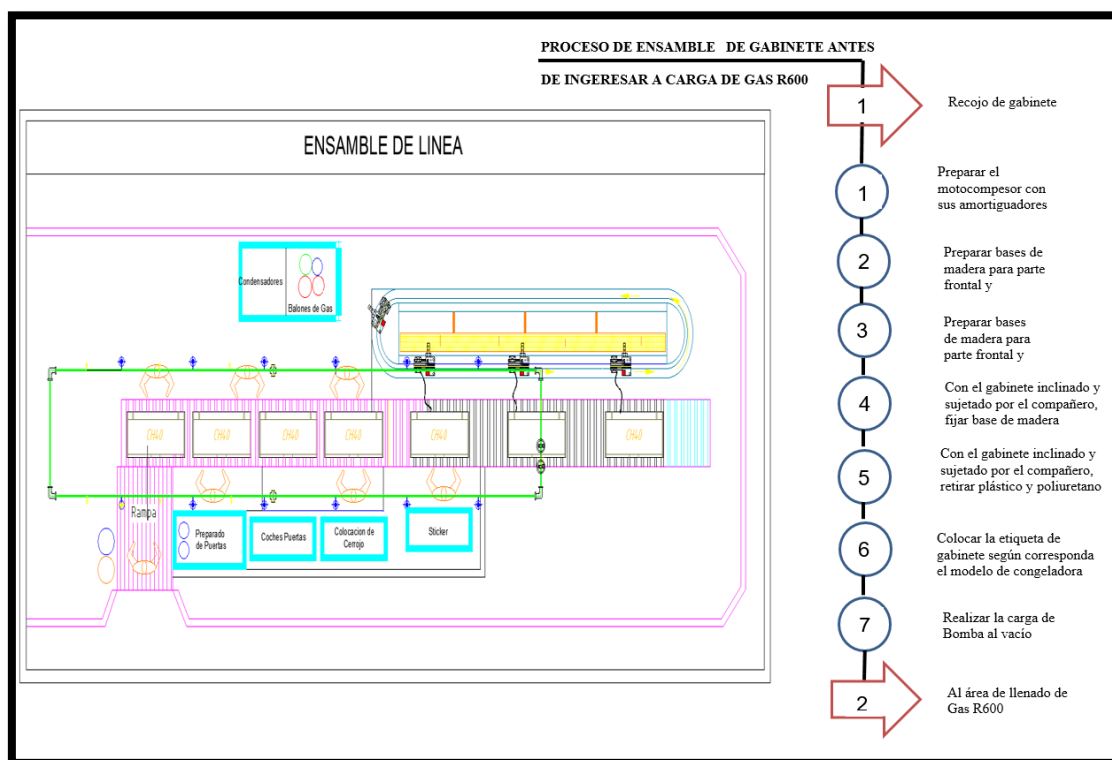 PROCESO DE ENSAMBLE DE GABINETE ANTES
DE INGERESAR A CARGA DE GAS R600
ENSAMBLE DE LINEA
Condensadores
Balones de Gas
CH40
CH40
CH40
CH40
CH40
CH40
CH40
Rampa
Preparado
de Puertas
Coches Puertas
Colocacion de
Cerrojo
Sticker
1
Recojo de gabinete
1
Preparar el
motocompesor con
sus amortiguadores
2
Preparar bases de
madera para parte
frontal y
3
Preparar bases
de madera para
parte frontal y
4
Con el gabinete inclinado y
sujetado por el compañero,
fijar base de madera
5
Con el gabinete inclinado y
sujetado por el compañero,
retirar plástico y poliuretano
6
Colocar la etiqueta de
gabinete según corresponda
el modelo de congeladora
7
Realizar la carga de
Bomba al vacío
2
Al área de llenado de
Gas R600